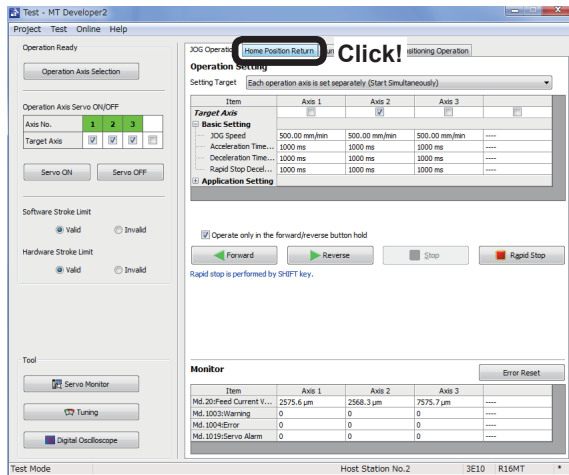 Test - MT Developer2
Project Test Online Help
Operation Ready
Operation Axis Selection
Operation Axis Servo ON/OFF
Axis No. 1 2 3
Target Axis
Servo ON Servo OFF
Software Stroke Limit
Valid Invalid
Hardware Stroke Limit
Valid Invalid
Tool
Servo Monitor
Tuning
Digital Oscilloscope
JOG Operation Home Position Return Click! Operation
Operation Setting
Setting Target Each operation axis is set separately (Start Simultaneously)
Item Axis 1 Axis 2 Axis 3
Target Axis
Basic Setting
JOG Speed 500.00 mm/min 500.00 mm/min 500.00 mm/min ----
Acceleration Time... 1000 ms 1000 ms 1000 ms ----
Deceleration Time... 1000 ms 1000 ms 1000 ms ----
Rapid Stop Decel... 1000 ms 1000 ms 1000 ms ----
Application Setting
Operate only in the forward/reverse button hold
Forward Reverse Stop Rapid Stop
Rapid stop is performed by SHIFT key.
Monitor
Error Reset
Item Axis 1 Axis 2 Axis 3
Md.20:Feed Current V... 2575.6 µm 2568.3 µm 7575.7 µm ----
Md.1003:Warning 0 0 0 ----
Md.1004:Error 0 0 0 ----
Md.1019:Servo Alarm 0 0 0 ----
Test Mode Host Station No.2 3E10 R16MT *